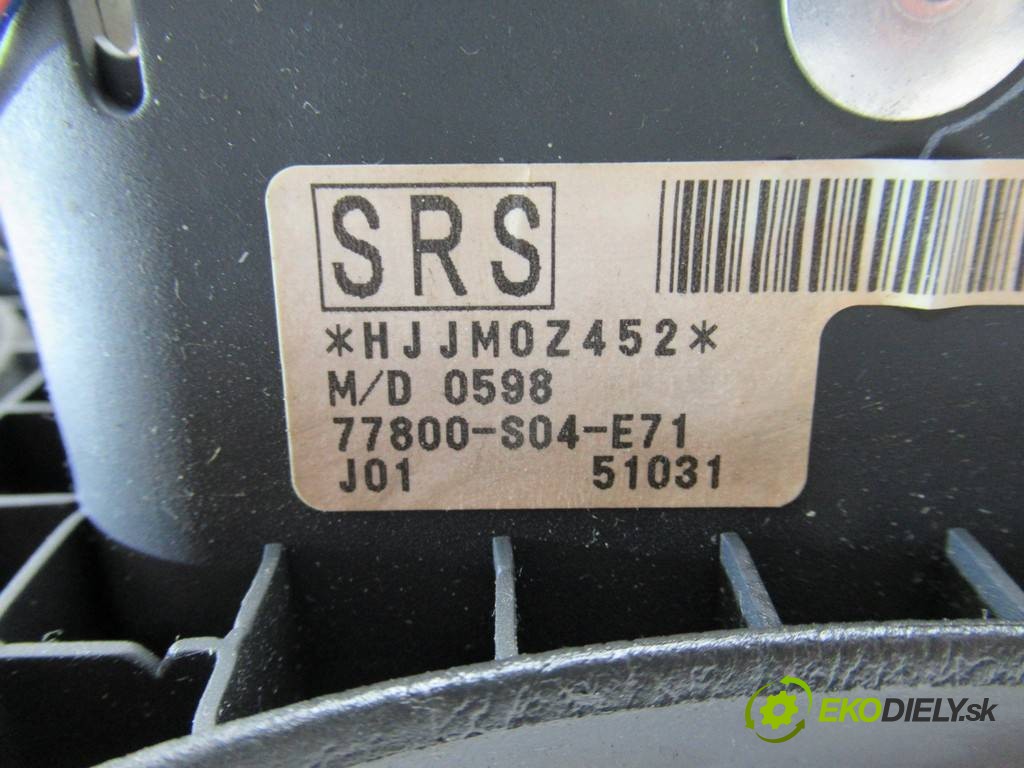 SRS
*HJJM0Z452*
M/D 0598
77800-S04-E71
J01 51031
EKODIELY.sk